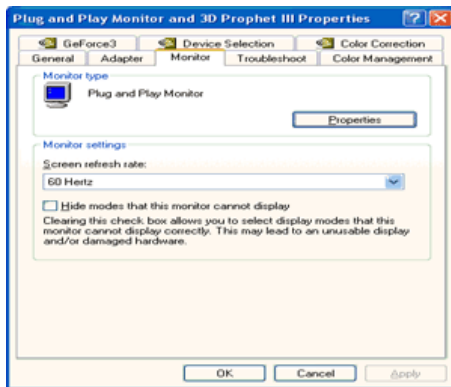 Plug and Play Monitor and 3D Prophet III Properties
GeForce3 Device Selection Color Correction
General Adapter Monitor Troubleshoot Color Management
Monitor type
Plug and Play Monitor
Properties
Monitor settings
Screen refresh rate:
60 Hertz
Hide modes that this monitor cannot display
Clearing this check box allows you to select display modes that this
monitor cannot display correctly. This may lead to an unusable display
and/or damaged hardware.
OK Cancel Apply